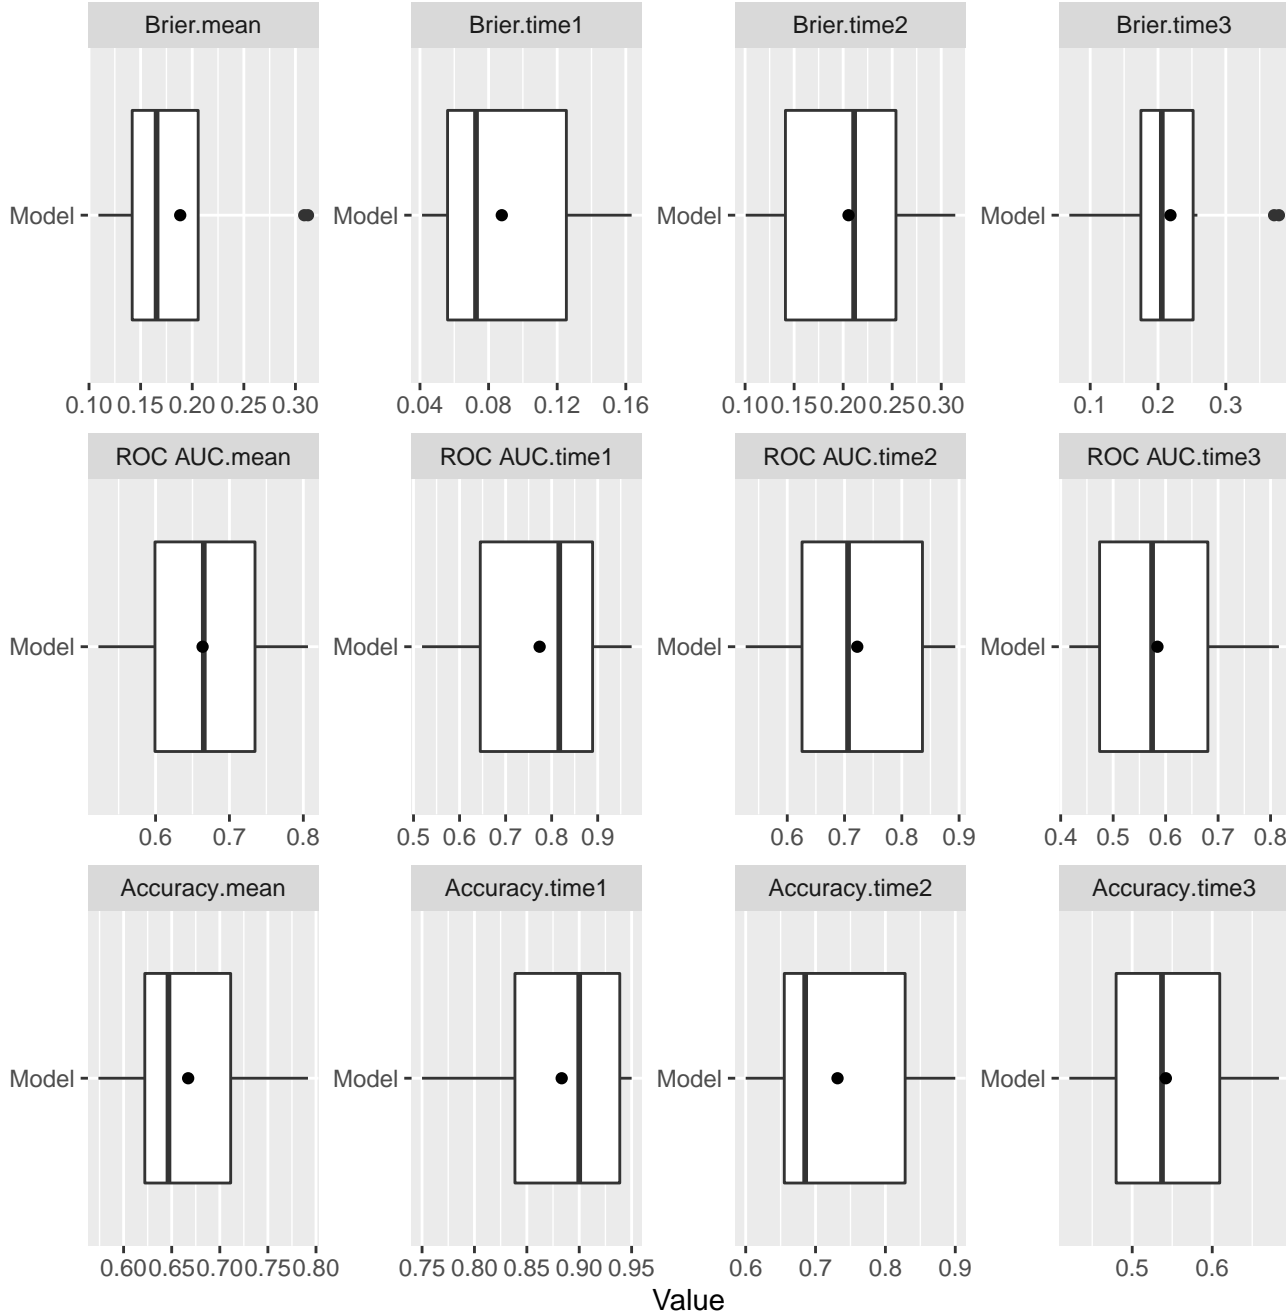 Brier.mean Brier.time1 Brier.time2 Brier.time3
Model Model Model Model
0.10 0.15 0.20 0.25 0.30 0.04 0.08 0.12 0.16 0.10 0.15 0.20 0.25 0.30 0.1 0.2 0.3
ROC AUC.mean ROC AUC.time1 ROC AUC.time2 ROC AUC.time3
Model Model Model Model
0.6 0.7 0.8 0.5 0.6 0.7 0.8 0.9 0.6 0.7 0.8 0.9 0.4 0.5 0.6 0.7 0.8
Accuracy.mean Accuracy.time1 Accuracy.time2 Accuracy.time3
Model Model Model Model
0.60 0.65 0.70 0.75 0.80 0.75 0.80 0.85 0.90 0.95 0.6 0.7 0.8 0.9 0.5 0.6
Value